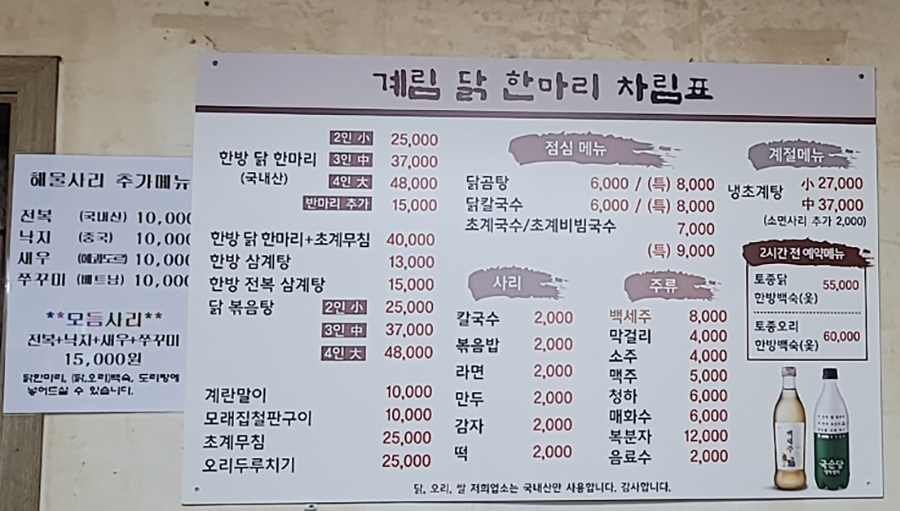 계림 닭 한마리 차림표
한방 닭 한마리
(국내산)
2인 小 25,000
3인 中 37,000
4인 大 48,000
반마리 추가 15,000
한방 닭 한마리+초계무침 40,000
한방 삼계탕 13,000
한방 전복 삼계탕 15,000
닭 볶음탕 2인 小 25,000
3인 中 37,000
4인 大 48,000
계란말이 10,000
모래집철판구이 10,000
초계무침 25,000
오리두루치기 25,000
점심 메뉴
닭곰탕 6,000 / (특) 8,000
닭칼국수 6,000 / (특) 8,000
초계국수/초계비빔국수 7,000
(특) 9,000
사리
칼국수 2,000
볶음밥 2,000
라면 2,000
만두 2,000
감자 2,000
떡 2,000
주류
백세주 8,000
막걸리 4,000
소주 4,000
맥주 5,000
청하 6,000
매화수 6,000
복분자 12,000
음료수 2,000
계절메뉴
냉초계탕 小 27,000
中 37,000
(소면사리 추가 2,000)
2시간 전 예약메뉴
토종닭
한방백숙(옻) 55,000
토종오리
한방백숙(옻) 60,000
백세주
국순당
닭, 오리, 쌀 저희업소는 국내산만 사용합니다. 감사합니다.
해물사리 추가메뉴
전복 (국내산) 10,000
낙지 (중국) 10,000
새우 (에콰도르) 10,000
쭈꾸미 (베트남) 10,000
**모듬사리**
전복+낙지+새우+쭈꾸미
15,000원
닭한마리, (닭,오리)백숙, 도리탕에
넣어드실 수 있습니다.